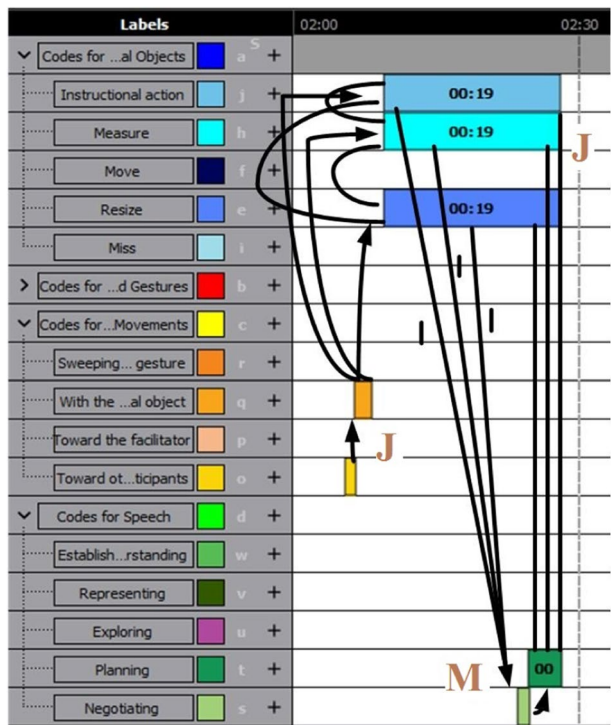 Labels 02:00 02:30
Codes for ...al Objects a S +
Instructional action j + 00:19
Measure h + 00:19 J
Move f +
Resize e + 00:19
Miss i +
Codes for ...d Gestures b +
Codes for...Movements c +
Sweeping... gesture r +
With the ...al object q +
Toward the facilitator p + J
Toward ot...ticipants o +
Codes for Speech d +
Establish...rstanding w +
Representing v +
Exploring u +
Planning t + M 00
Negotiating s +